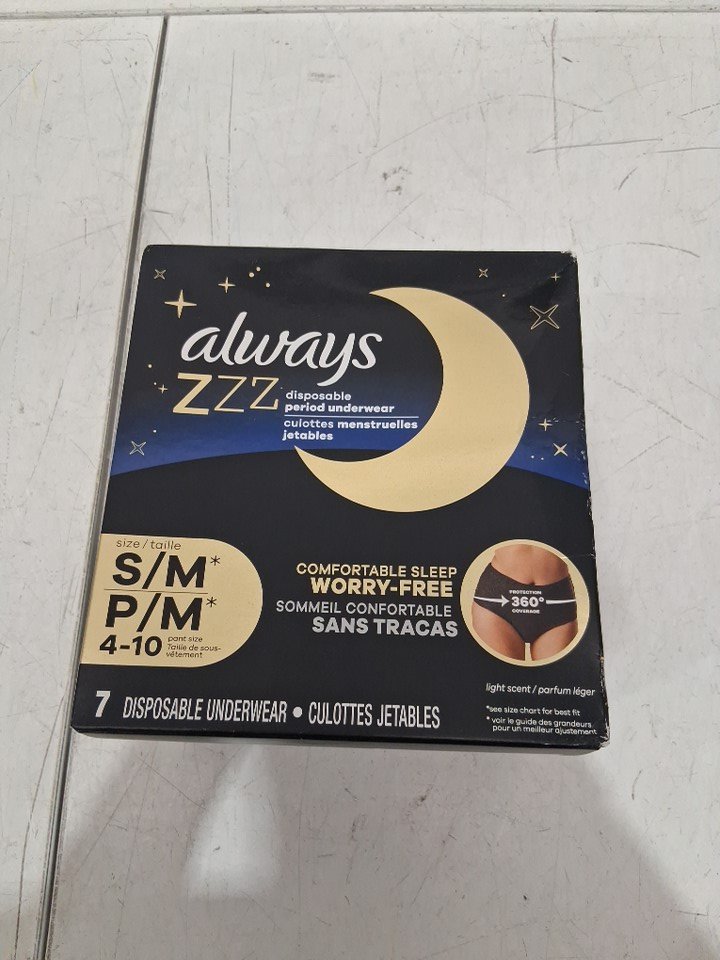 always
ZZZ
disposable
period underwear
culottes menstruelles
jetables
size / taille
S/M*
P/M*
4-10
pant size
Taille de sous-
vêtement
COMFORTABLE SLEEP
WORRY-FREE
SOMMEIL CONFORTABLE
SANS TRACAS
PROTECTION
360°
COVERAGE
light scent / parfum léger
*see size chart for best fit
* voir le guide des grandeurs
pour un meilleur ajustement
7 DISPOSABLE UNDERWEAR • CULOTTES JETABLES